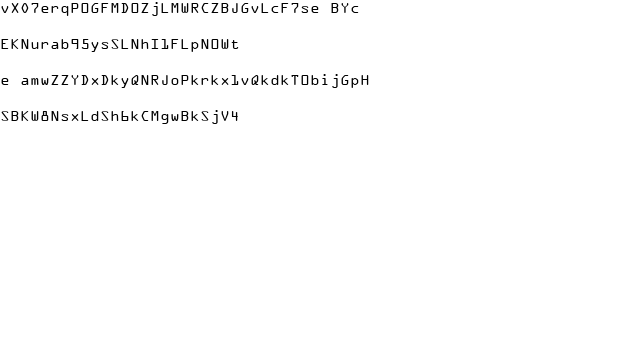 vX07erqPOGFMDOZjLMWRCZBJGvLcF7se BYc
EKNurab95ysSLNhI1FLpNOWt
e amwZZYDxDkyQNRJoPkrkx1vQkdkTObijGpH
SBKW8NsxLdSh6kCMgwBkSjV4